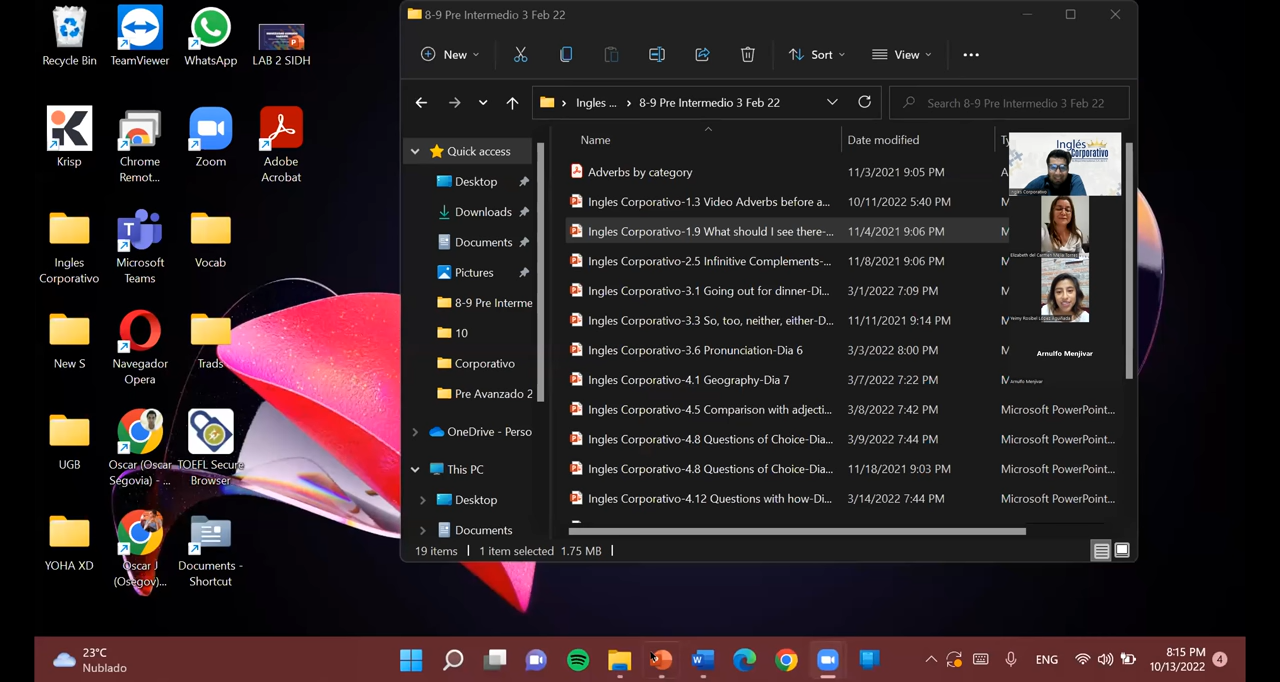 Recycle Bin
TeamViewer
WhatsApp
LAB 2 SIDH
Krisp
Chrome
Remot...
Zoom
Adobe
Acrobat
Ingles
Corporativo
Microsoft
Teams
Vocab
New S
Navegador
Opera
Trads
UGB
Oscar (Oscar
Segovia) - ...
TOEFL Secure
Browser
YOHA XD
Oscar J
(Osegov)...
Documents -
Shortcut
8-9 Pre Intermedio 3 Feb 22
New
Sort
View
Ingles ... 8-9 Pre Intermedio 3 Feb 22
Search 8-9 Pre Intermedio 3 Feb 22
Quick access
Desktop
Downloads
Documents
Pictures
8-9 Pre Interme
10
Corporativo
Pre Avanzado 2
OneDrive - Perso
This PC
Desktop
Documents
Name Date modified Ty
Adverbs by category 11/3/2021 9:05 PM A
Ingles Corporativo-1.3 Video Adverbs before a... 10/11/2022 5:40 PM M
Ingles Corporativo-1.9 What should I see there-... 11/4/2021 9:06 PM M
Ingles Corporativo-2.5 Infinitive Complements-... 11/8/2021 9:06 PM M
Ingles Corporativo-3.1 Going out for dinner-Di... 3/1/2022 7:09 PM M
Ingles Corporativo-3.3 So, too, neither, either-D... 11/11/2021 9:14 PM M
Ingles Corporativo-3.6 Pronunciation-Dia 6 3/3/2022 8:00 PM M
Ingles Corporativo-4.1 Geography-Dia 7 3/7/2022 7:22 PM M
Ingles Corporativo-4.5 Comparison with adjecti... 3/8/2022 7:42 PM Microsoft PowerPoint...
Ingles Corporativo-4.8 Questions of Choice-Dia... 3/9/2022 7:44 PM Microsoft PowerPoint...
Ingles Corporativo-4.8 Questions of Choice-Dia... 11/18/2021 9:03 PM Microsoft PowerPoint...
Ingles Corporativo-4.12 Questions with how-Di... 3/14/2022 7:44 PM Microsoft PowerPoint...
19 items 1 item selected 1.75 MB
Inglés
Corporativo
Inglés Corporativo
Arnulfo Menjivar
Arnulfo Menjivar
23°C
Nublado
ENG
8:15 PM
10/13/2022
4